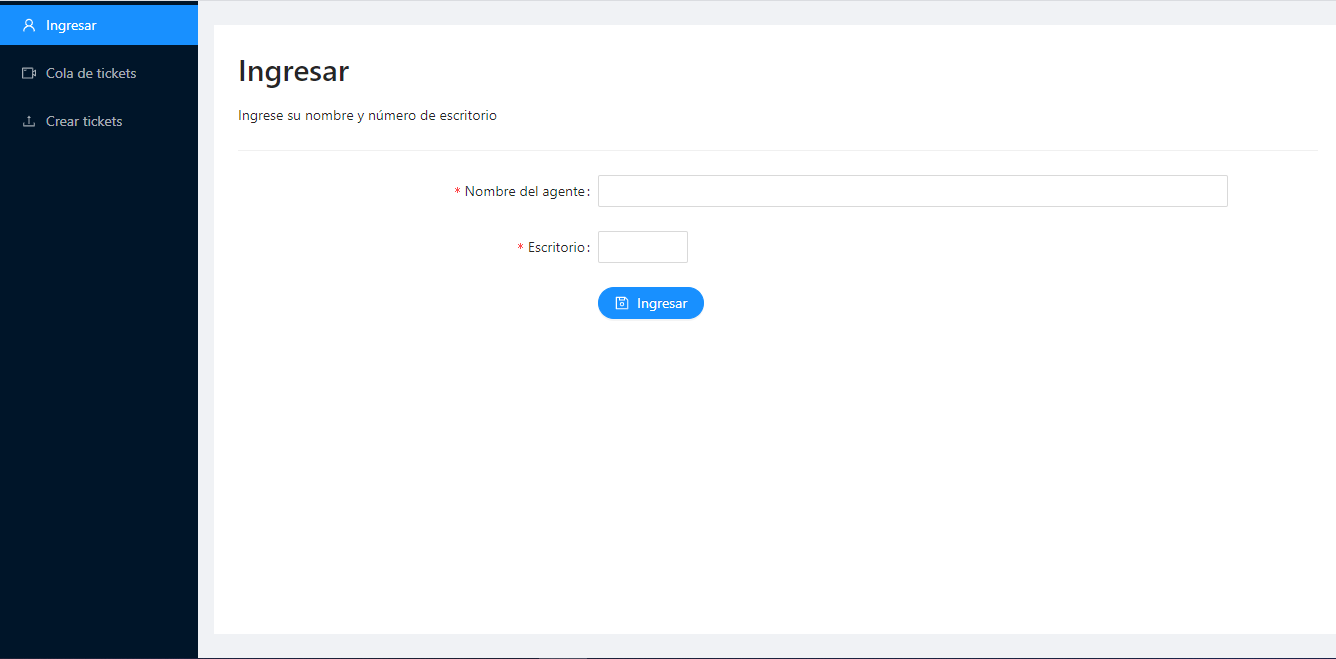 Ingresar
Cola de tickets
Crear tickets
Ingresar
Ingrese su nombre y número de escritorio
* Nombre del agente:
* Escritorio:
Ingresar